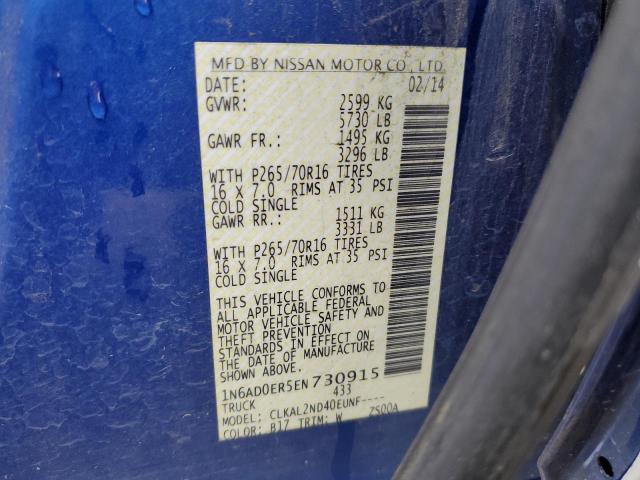 MFD BY NISSAN MOTOR CO., LTD.
DATE: 02/14
GVWR: 2599 KG
5730 LB
GAWR FR.: 1495 KG
3296 LB
WITH P265/70R16 TIRES
16 X 7.0 RIMS AT 35 PSI
COLD SINGLE
GAWR RR.: 1511 KG
3331 LB
WITH P265/70R16 TIRES
16 X 7.0 RIMS AT 35 PSI
COLD SINGLE
THIS VEHICLE CONFORMS TO
ALL APPLICABLE FEDERAL
MOTOR VEHICLE SAFETY AND
THEFT PREVENTION
STANDARDS IN EFFECT ON
THE DATE OF MANUFACTURE
SHOWN ABOVE.
1N6AD0ER5EN730915
TRUCK 433
MODEL: CLKAL2ND40EUNF----
COLOR: B17 TRIM: W ZS00A